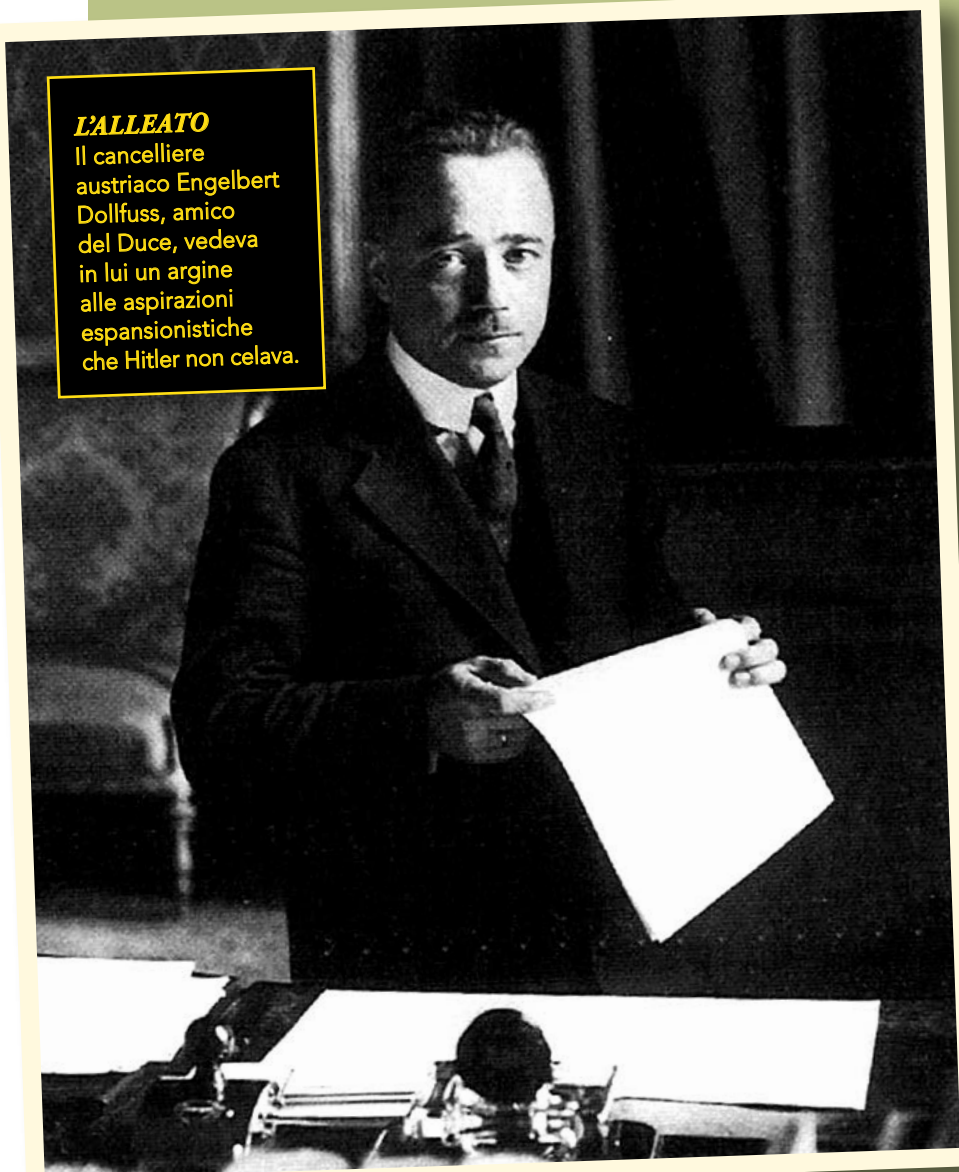 L'ALLEATO
Il cancelliere
austriaco Engelbert
Dollfuss, amico
del Duce, vedeva
in lui un argine
alle aspirazioni
espansionistiche
che Hitler non celava.